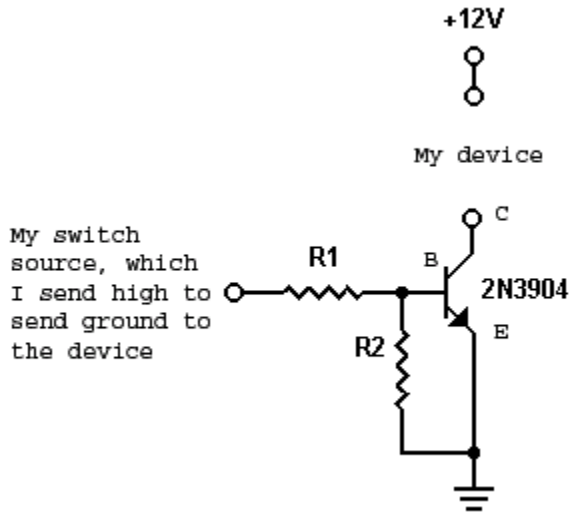 +12V
My device
C
My switch
source, which
I send high to
send ground to
the device
R1
B
2N3904
E
R2